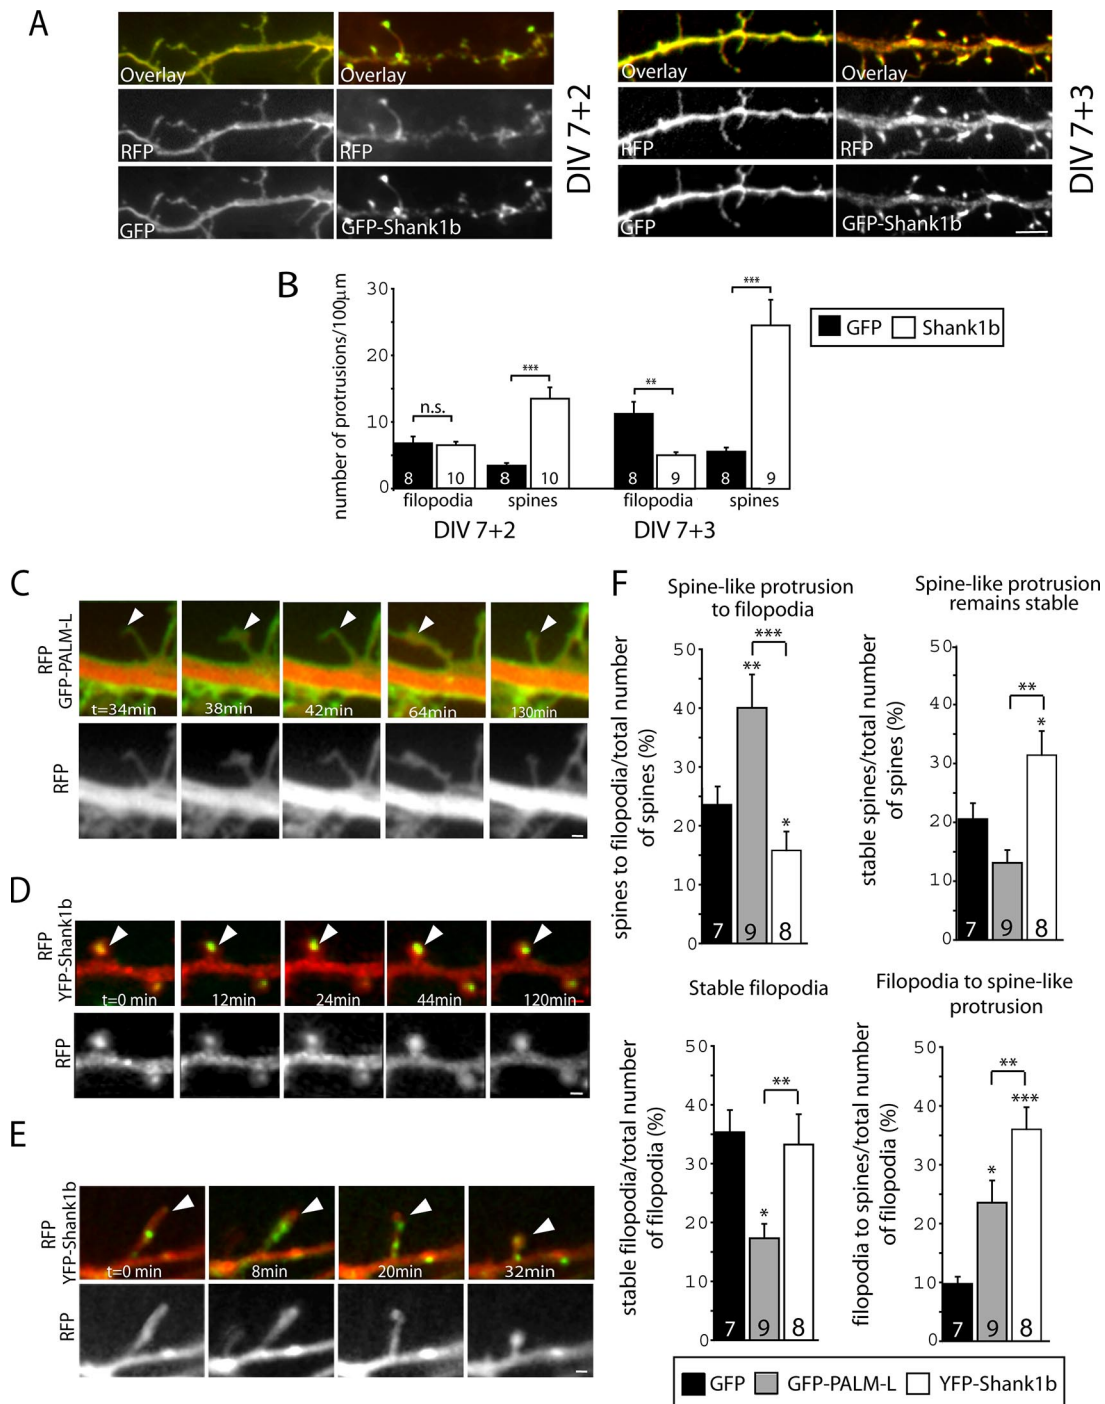 A
Overlay
Overlay
RFP
RFP
GFP
GFP-Shank1b
DIV 7+2
Overlay
Overlay
RFP
RFP
GFP
GFP-Shank1b
DIV 7+3
B
number of protrusions/100μm
30
20
10
0
n.s.
***
**
***
8
10
8
10
8
9
8
9
filopodia
spines
filopodia
spines
DIV 7+2
DIV 7+3
GFP
Shank1b
C
RFP
GFP-PALM-L
t=34min
38min
42min
64min
130min
RFP
D
RFP
YFP-Shank1b
t=0 min
12min
24min
44min
120min
RFP
E
RFP
YFP-Shank1b
t=0 min
8min
20min
32min
RFP
F
Spine-like protrusion
to filopodia
spines to filopodia/total number
of spines (%)
50
40
30
20
10
0
***
**
*
7
9
8
Spine-like protrusion
remains stable
stable spines/total number
of spines (%)
50
40
30
20
10
0
**
*
7
9
8
Stable filopodia
stable filopodia/total number
of filopodia (%)
50
40
30
20
10
0
**
*
7
9
8
Filopodia to spine-like
protrusion
filopodia to spines/total number
of filopodia (%)
50
40
30
20
10
0
**
***
*
7
9
8
GFP
GFP-PALM-L
YFP-Shank1b